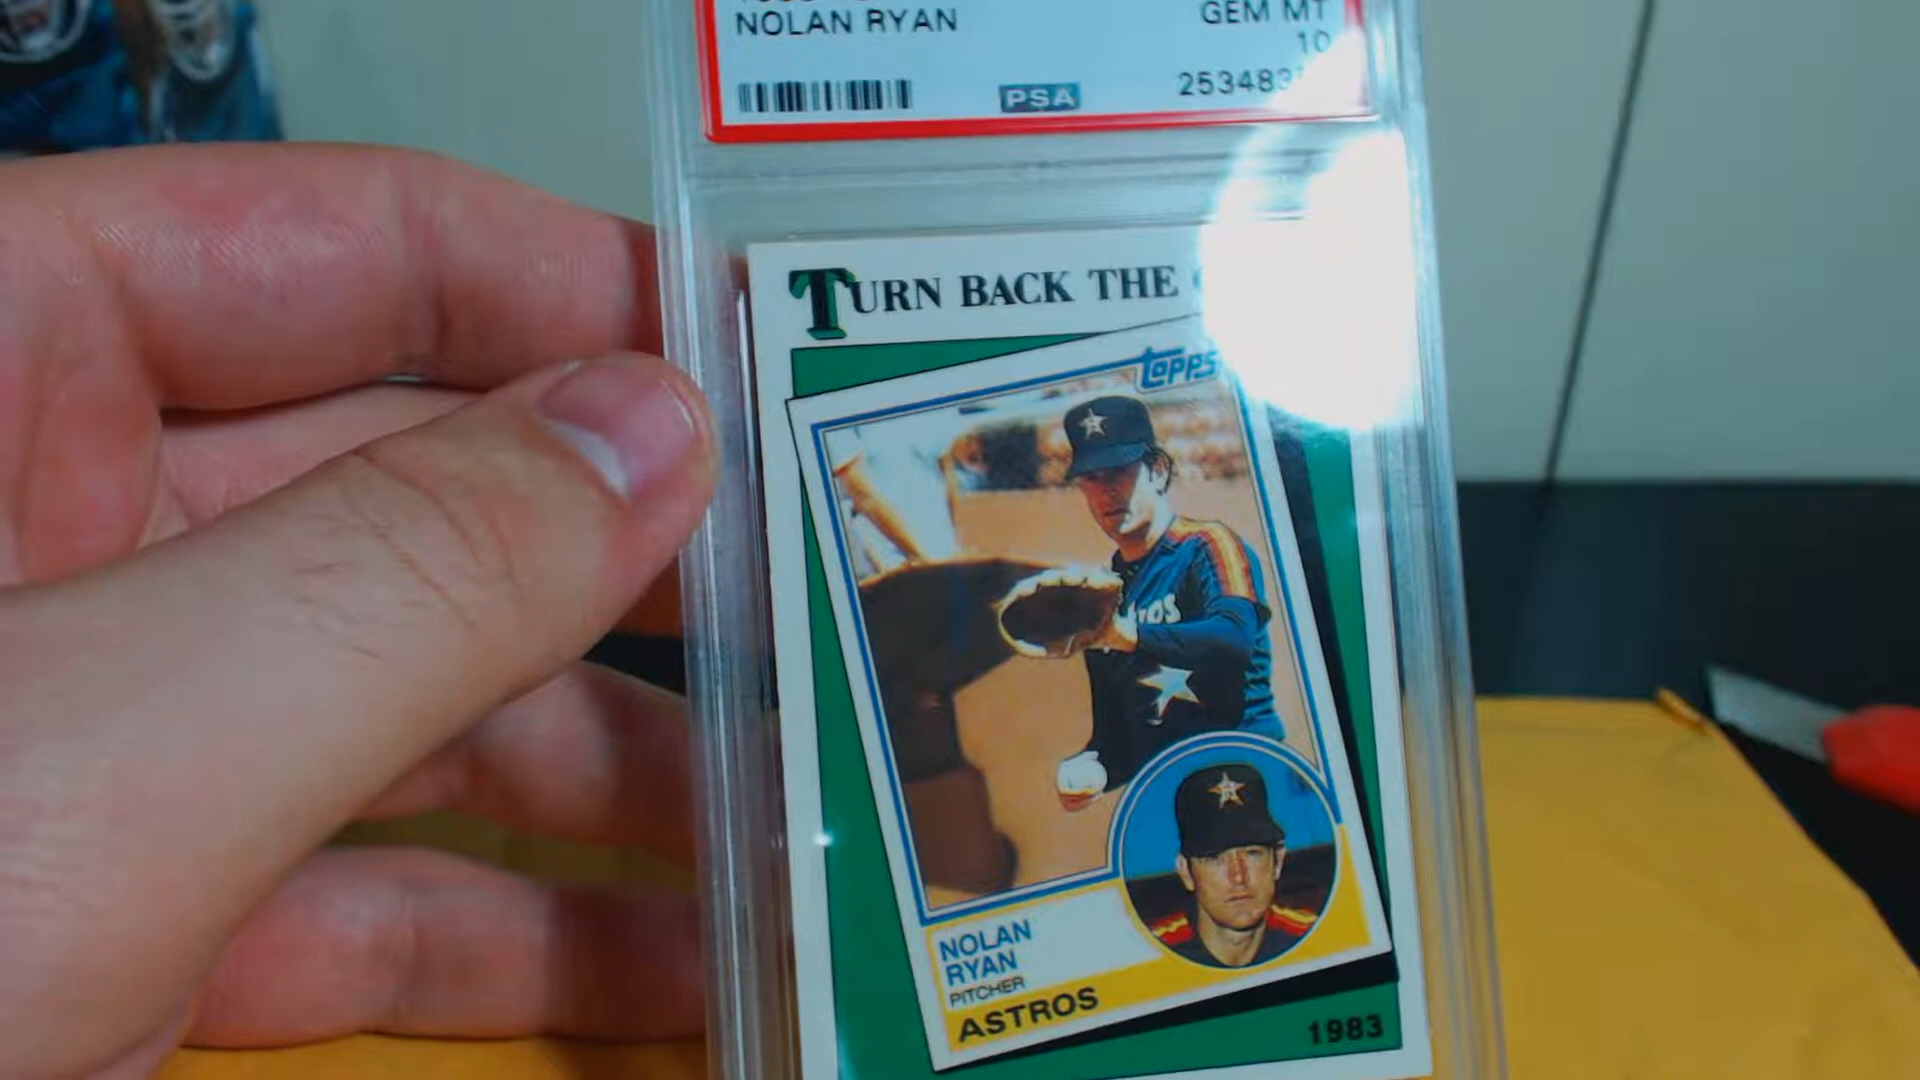 NOLAN RYAN
GEM MT
10
PSA
253483
TURN BACK THE
TOPPS
NOLAN
RYAN
PITCHER
ASTROS
1983